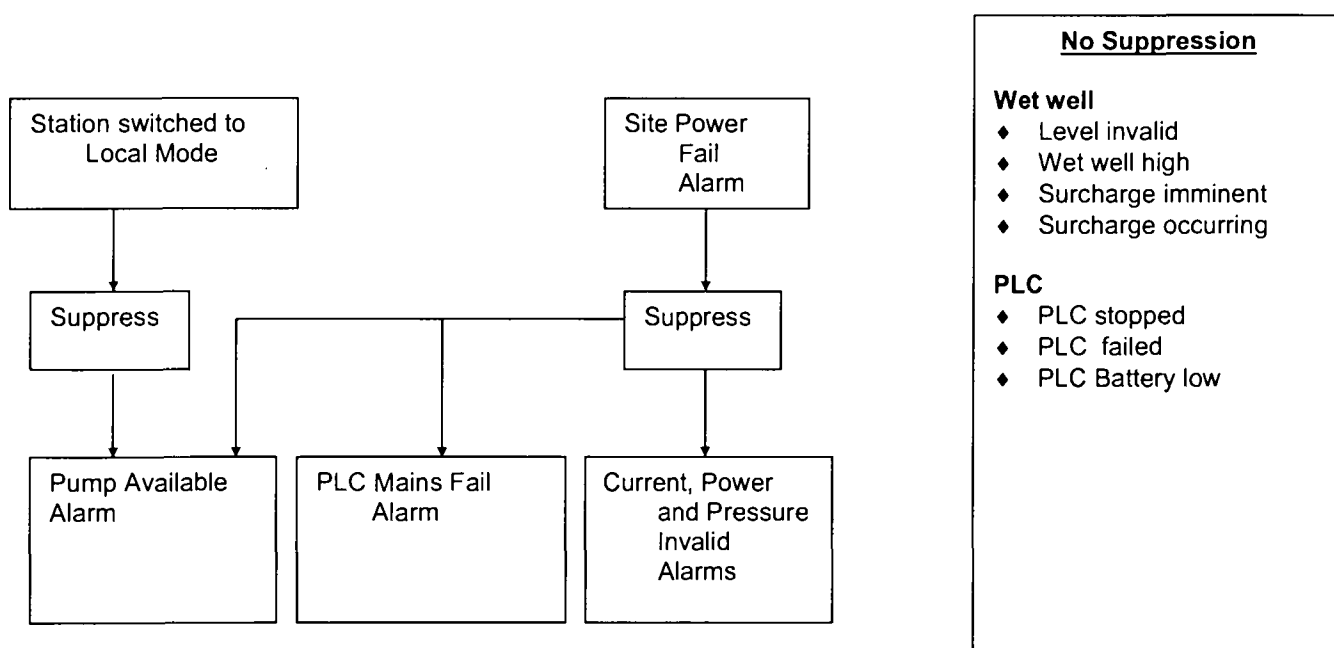 Station switched to
Local Mode
Site Power
Fail
Alarm
Suppress
Suppress
Pump Available
Alarm
PLC Mains Fail
Alarm
Current, Power
and Pressure
Invalid
Alarms
No Suppression
Wet well
♦ Level invalid
♦ Wet well high
♦ Surcharge imminent
♦ Surcharge occurring
PLC
♦ PLC stopped
♦ PLC failed
♦ PLC Battery low